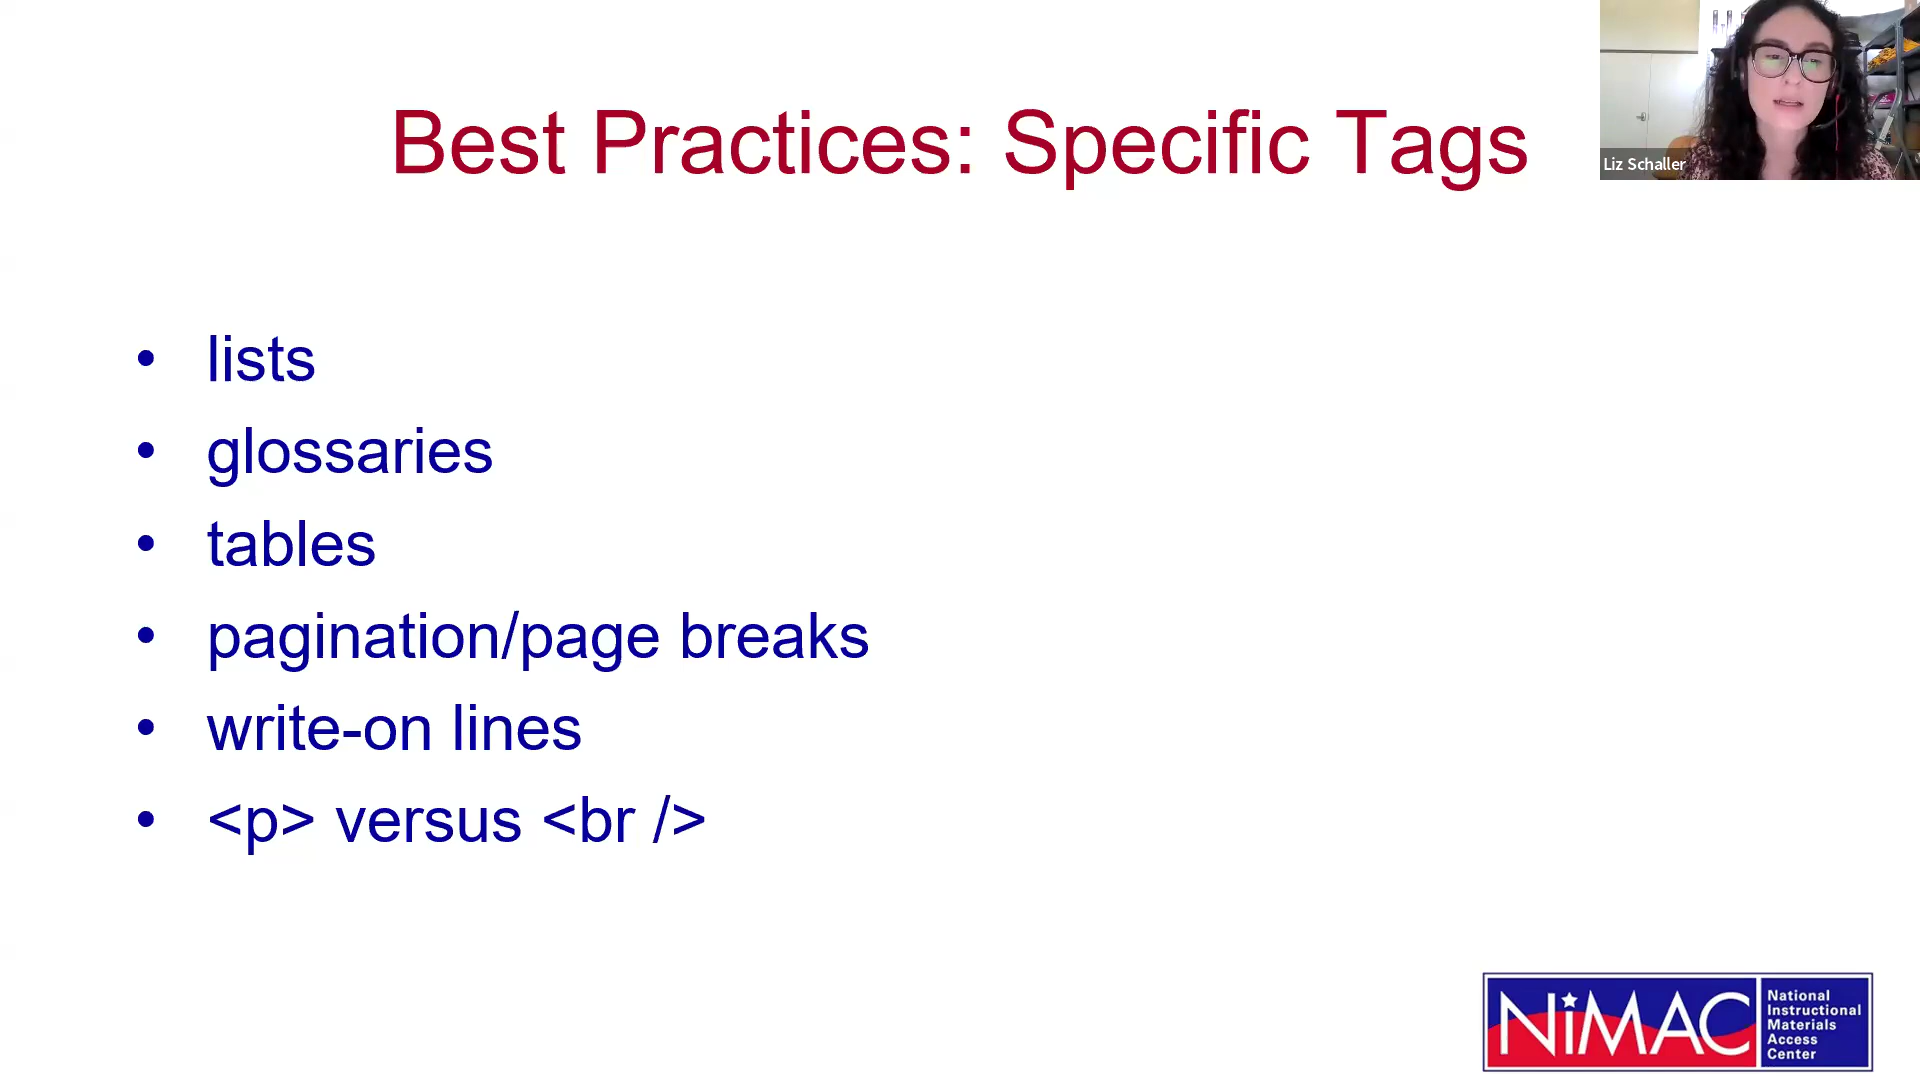 Best Practices: Specific Tags
Liz Schaller
• lists
• glossaries
• tables
• pagination/page breaks
• write-on lines
• <p> versus <br />
NiMAC
National
Instructional
Materials
Access
Center